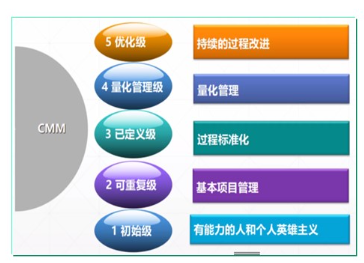 CMM
5 优化级
持续的过程改进
4 量化管理级
量化管理
3 已定义级
过程标准化
2 可重复级
基本项目管理
1 初始级
有能力的人和个人英雄主义